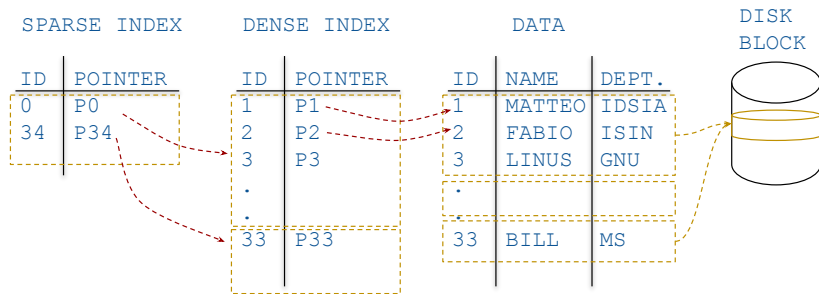 SPARSE INDEX
ID POINTER
0 P0
34 P34
DENSE INDEX
ID POINTER
1 P1
2 P2
3 P3
.
.
33 P33
DATA
ID NAME DEPT.
1 MATTEO IDSIA
2 FABIO ISIN
3 LINUS GNU
.
.
33 BILL MS
DISK
BLOCK